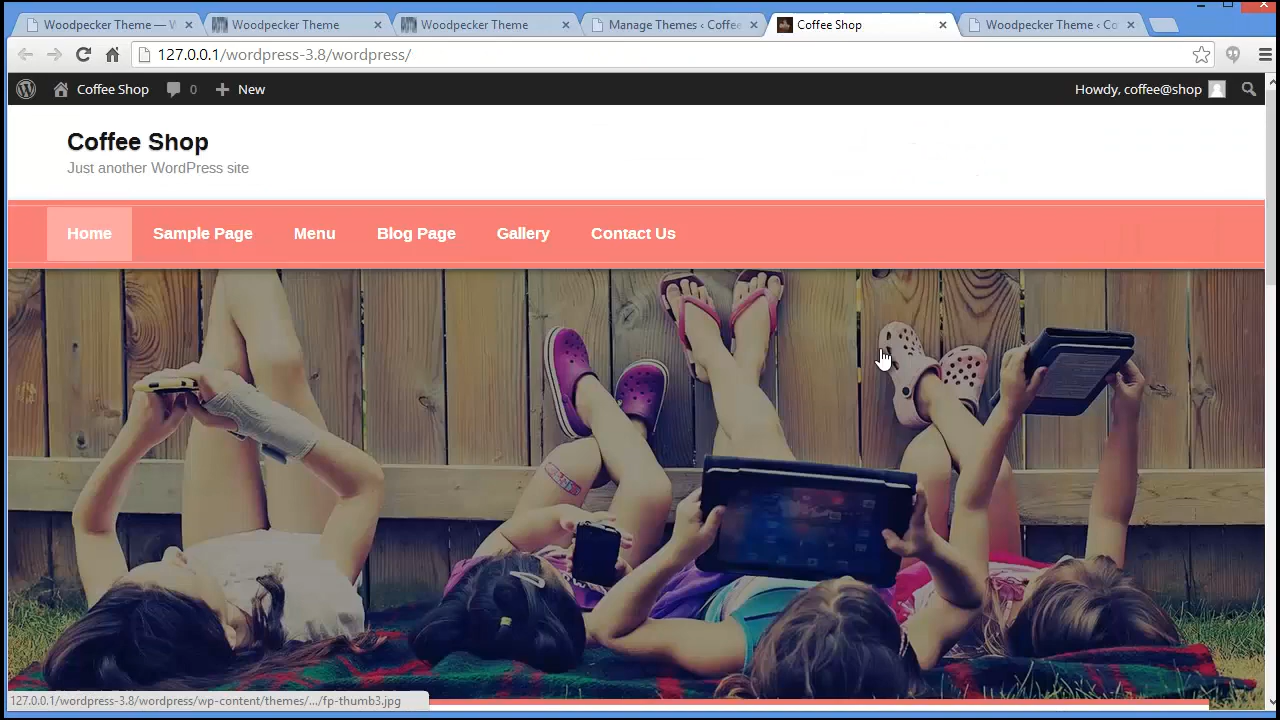 Woodpecker Theme — W
Woodpecker Theme
Woodpecker Theme
Manage Themes ‹ Coffee
Coffee Shop
Woodpecker Theme ‹ Co
127.0.0.1/wordpress-3.8/wordpress/
Coffee Shop
0
New
Howdy, coffee@shop
Coffee Shop
Just another WordPress site
Home
Sample Page
Menu
Blog Page
Gallery
Contact Us
127.0.0.1/wordpress-3.8/wordpress/wp-content/themes/.../fp-thumb3.jpg